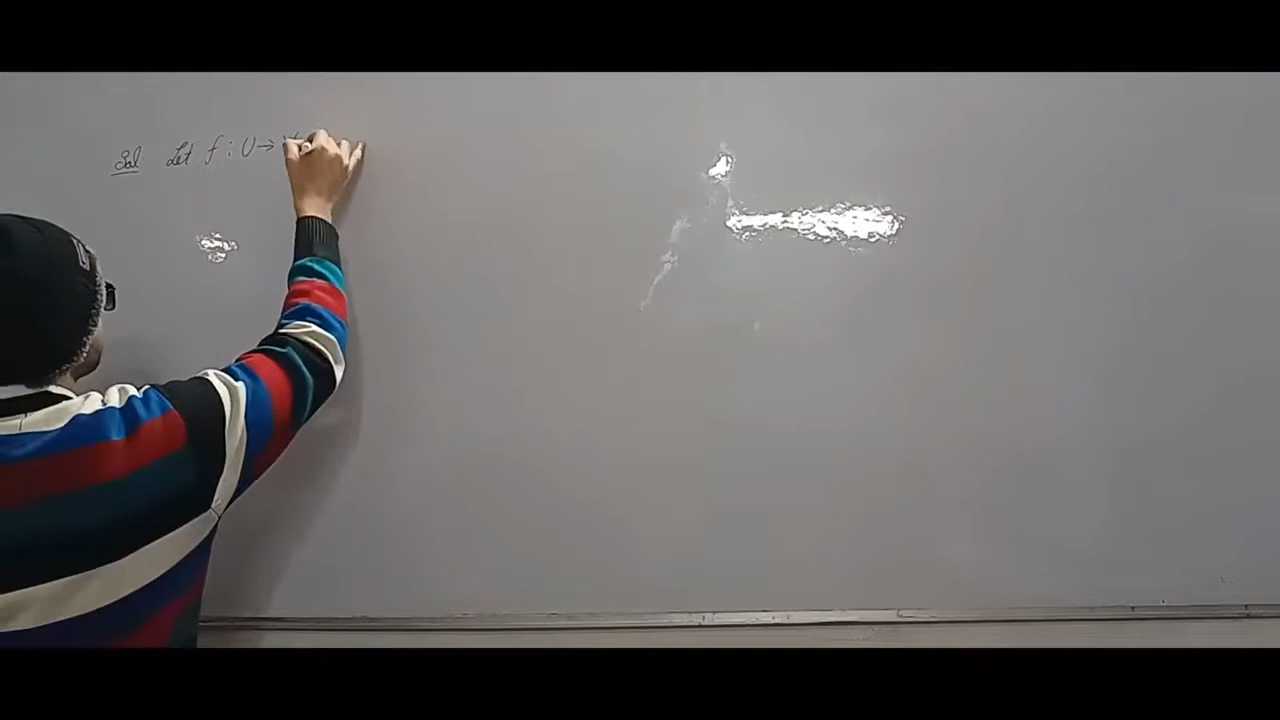 Sol Let f : U →